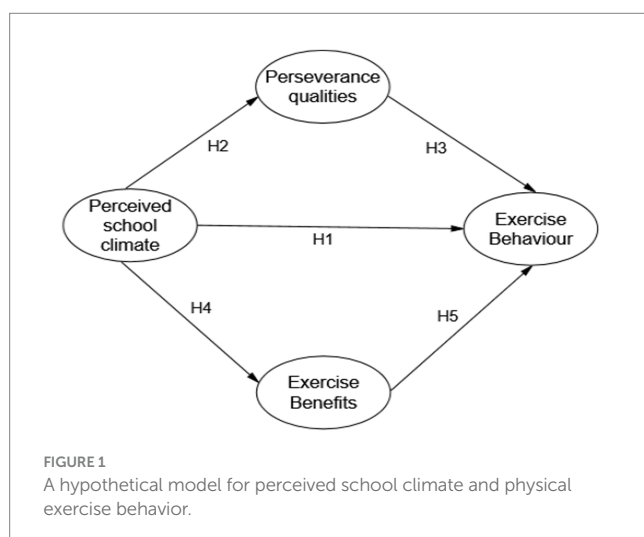 Perseverance
qualities
H2
H3
Perceived
school
climate
H1
Exercise
Behaviour
H4
H5
Exercise
Benefits
FIGURE 1
A hypothetical model for perceived school climate and physical
exercise behavior.